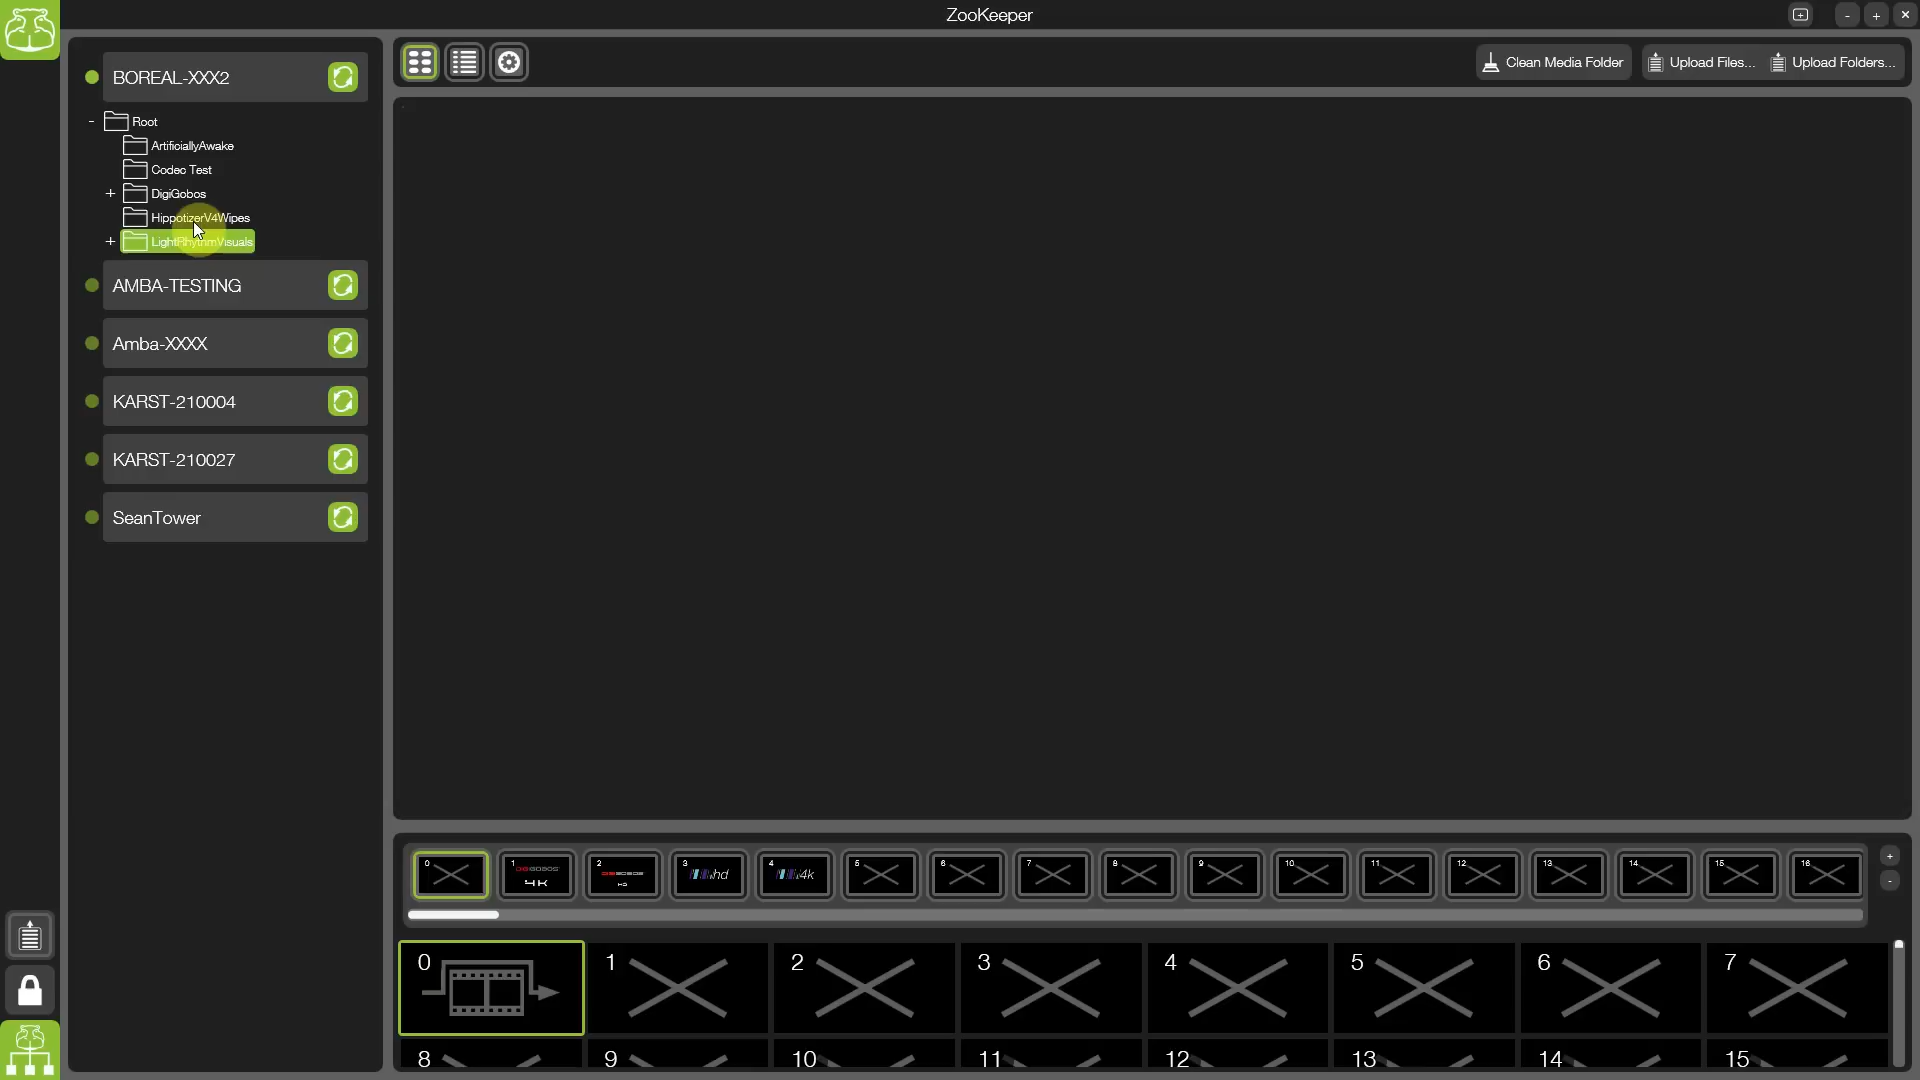 ZooKeeper
BOREAL-XXX2
Clean Media Folder
Upload Files...
Upload Folders...
Root
ArtificiallyAwake
Codec Test
DigiGobos
HippotizerV4Wipes
LightRhythmVisuals
AMBA-TESTING
Amba-XXXX
KARST-210004
KARST-210027
SeanTower
0 1 2 3 4 5 6 7 8 9 10 11 12 13 14 15 16
4K
HD
hd
4k
0 1 2 3 4 5 6 7
8 9 10 11 12 13 14 15